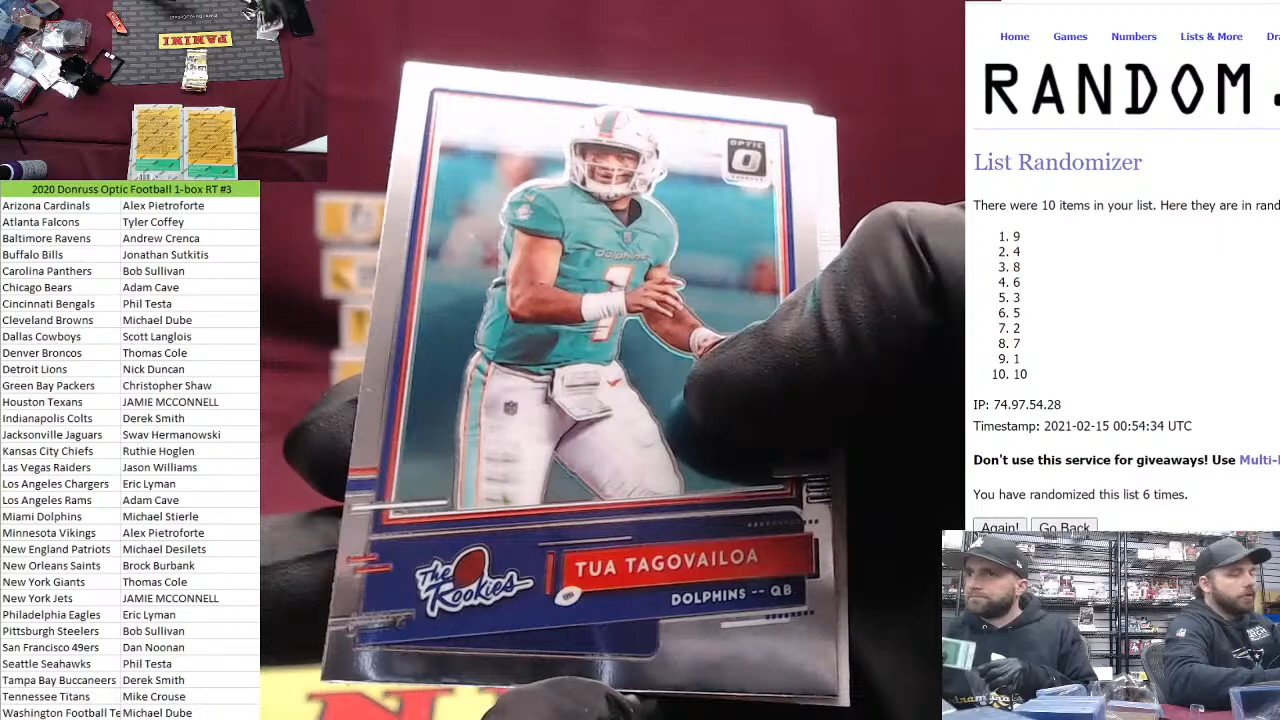 PANINI
2020 Donruss Optic Football 1-box RT #3
Arizona Cardinals Alex Pietroforte
Atlanta Falcons Tyler Coffey
Baltimore Ravens Andrew Crenca
Buffalo Bills Jonathan Sutkitis
Carolina Panthers Bob Sullivan
Chicago Bears Adam Cave
Cincinnati Bengals Phil Testa
Cleveland Browns Michael Dube
Dallas Cowboys Scott Langlois
Denver Broncos Thomas Cole
Detroit Lions Nick Duncan
Green Bay Packers Christopher Shaw
Houston Texans JAMIE MCCONNELL
Indianapolis Colts Derek Smith
Jacksonville Jaguars Swav Hermanowski
Kansas City Chiefs Ruthie Hoglen
Las Vegas Raiders Jason Williams
Los Angeles Chargers Eric Lyman
Los Angeles Rams Adam Cave
Miami Dolphins Michael Stierle
Minnesota Vikings Alex Pietroforte
New England Patriots Michael Desilets
New Orleans Saints Brock Burbank
New York Giants Thomas Cole
New York Jets JAMIE MCCONNELL
Philadelphia Eagles Eric Lyman
Pittsburgh Steelers Bob Sullivan
San Francisco 49ers Dan Noonan
Seattle Seahawks Phil Testa
Tampa Bay Buccaneers Derek Smith
Tennessee Titans Mike Crouse
Washington Football Te Michael Dube
OPTIC
Dolphins
1
The Rookies
TUA TAGOVAILOA
DOLPHINS -- QB
Home Games Numbers Lists & More Dr
RANDOM.
List Randomizer
There were 10 items in your list. Here they are in rand
1. 9
2. 4
3. 8
4. 6
5. 3
6. 5
7. 2
8. 7
9. 1
10. 10
IP: 74.97.54.28
Timestamp: 2021-02-15 00:54:34 UTC
Don't use this service for giveaways! Use Multi-
You have randomized this list 6 times.
Again! Go Back